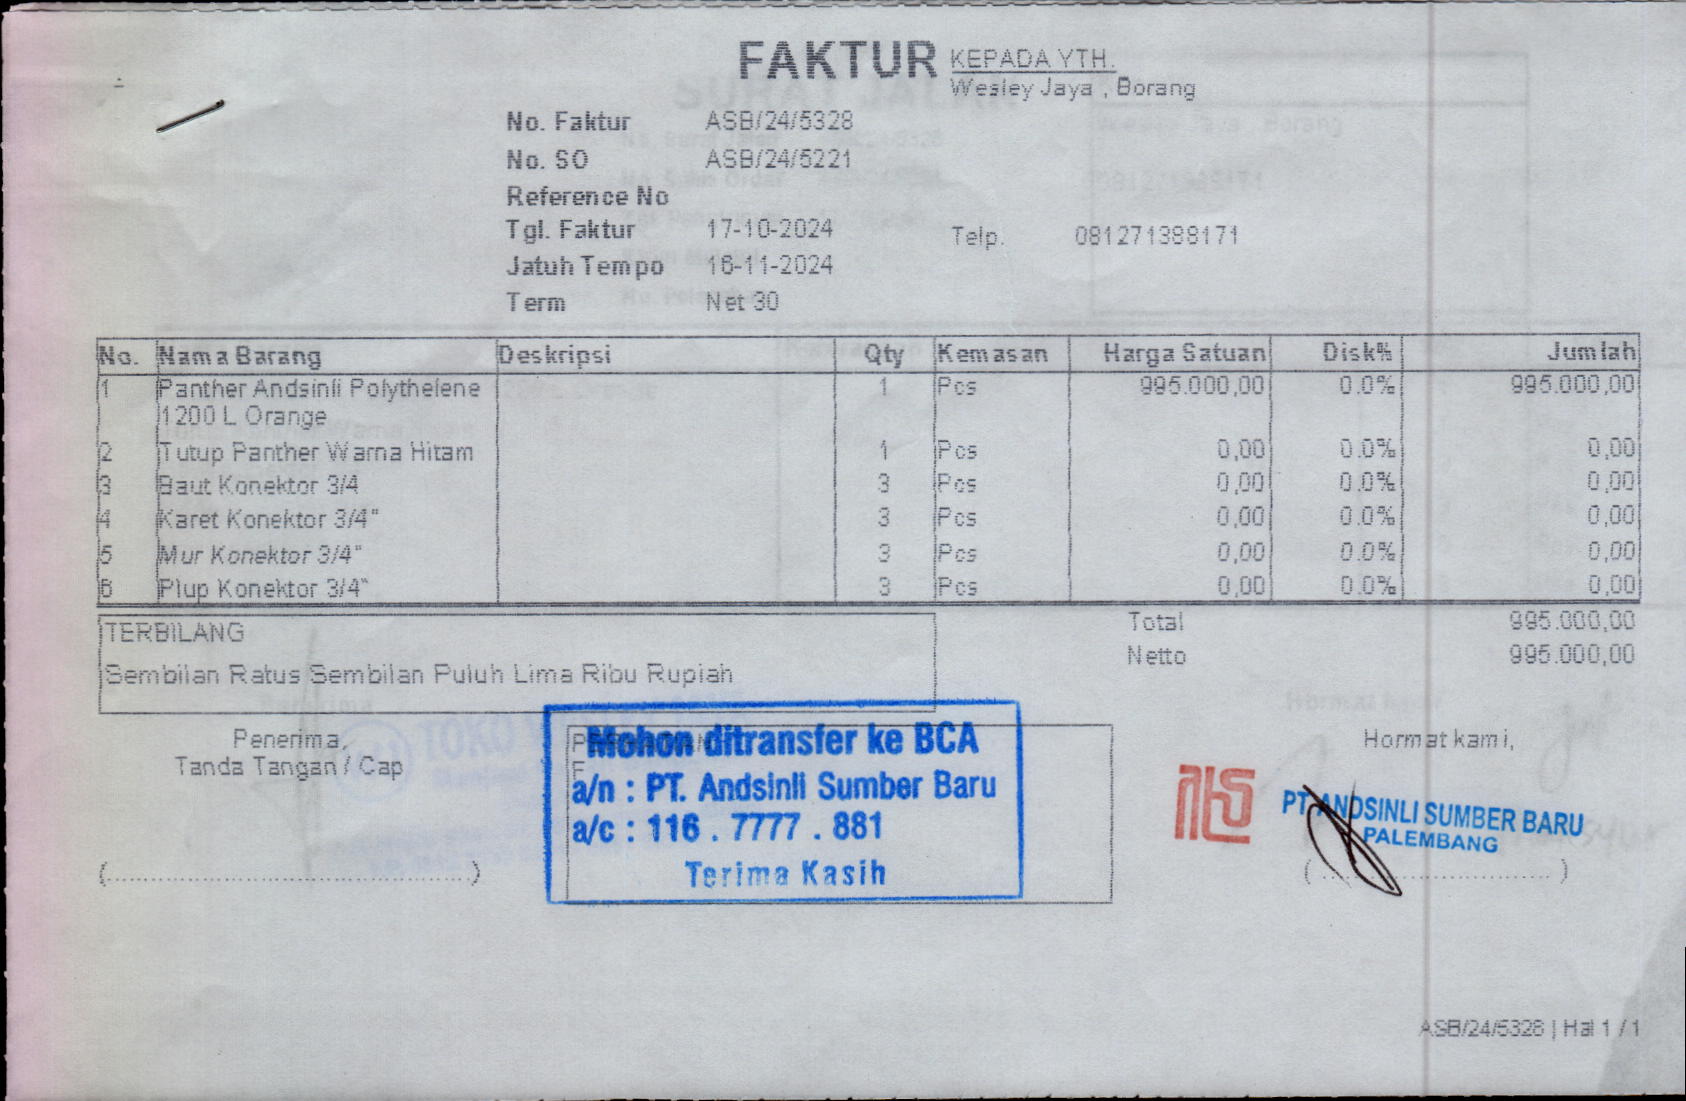 FAKTUR
KEPADA YTH.
Wesley Jaya , Borang
No. Faktur ASB/24/5328
No. SO ASB/24/5221
Reference No
Tgl. Faktur 17-10-2024
Telp. 081271388171
Jatuh Tempo 16-11-2024
Term Net 30
No. Nama Barang Deskripsi Qty Kemasan Harga Satuan Disk% Jumlah
1 Panther Andsinli Polythelene 1 Pcs 995.000,00 0.0% 995.000,00
1200 L Orange
2 Tutup Panther Warna Hitam 1 Pcs 0,00 0.0% 0,00
3 Baut Konektor 3/4 3 Pcs 0,00 0.0% 0,00
4 Karet Konektor 3/4" 3 Pcs 0,00 0.0% 0,00
5 Mur Konektor 3/4" 3 Pcs 0,00 0.0% 0,00
6 Plup Konektor 3/4" 3 Pcs 0,00 0.0% 0,00
Total 995.000,00
Netto 995.000,00
TERBILANG
Sembilan Ratus Sembilan Puluh Lima Ribu Rupiah
Penerima,
Tanda Tangan / Cap
(........................................)
Mohon ditransfer ke BCA
a/n : PT. Andsinli Sumber Baru
a/c : 116 . 7777 . 881
Terima Kasih
Hormat kami,
PT. ANDSINLI SUMBER BARU
PALEMBANG
(........................................)
ASB/24/5328 | Hal 1 / 1